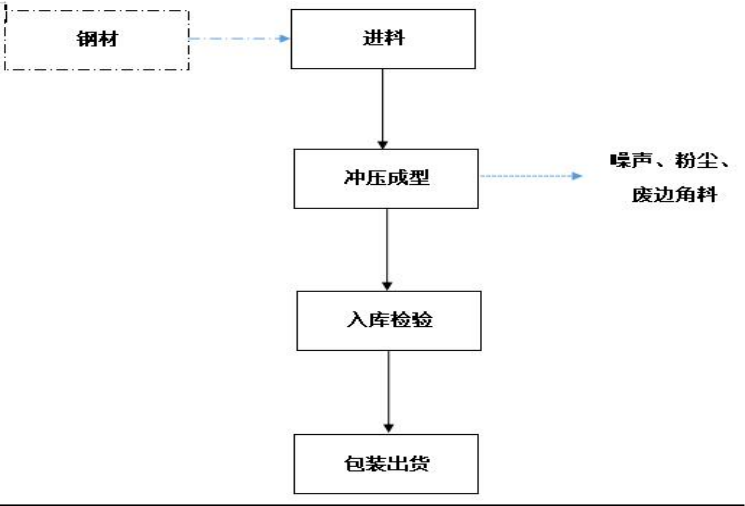 钢材
进料
冲压成型
噪声、粉尘、
废边角料
入库检验
包装出货